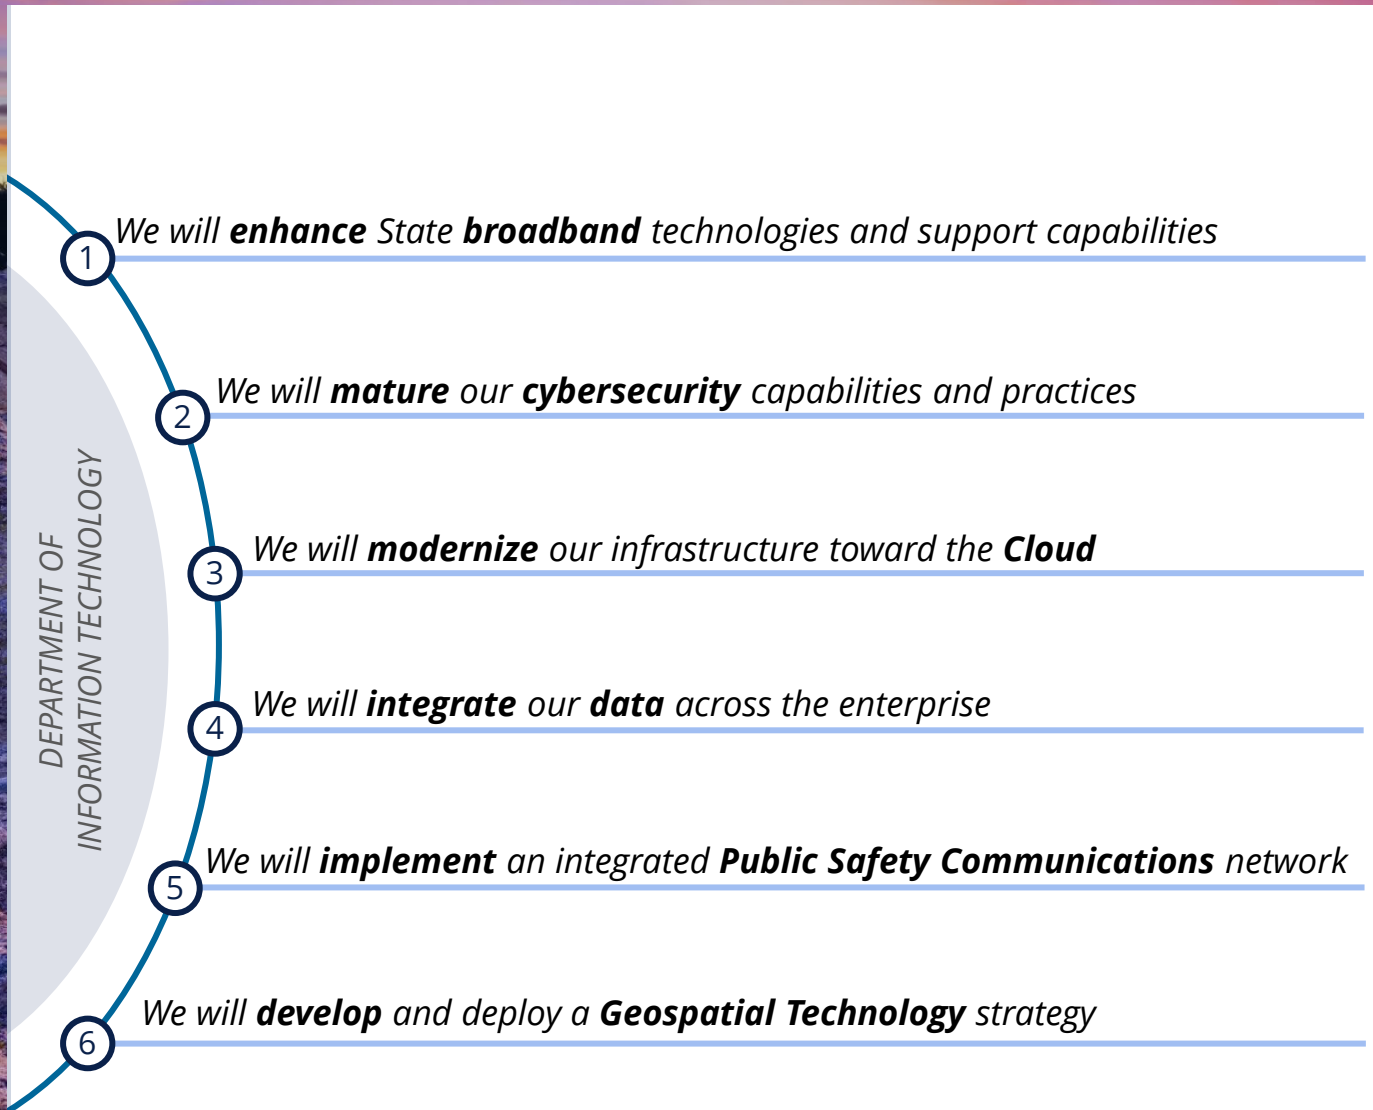 1
We will enhance State broadband technologies and support capabilities
2
We will mature our cybersecurity capabilities and practices
3
We will modernize our infrastructure toward the Cloud
4
We will integrate our data across the enterprise
5
We will implement an integrated Public Safety Communications network
6
We will develop and deploy a Geospatial Technology strategy
DEPARTMENT OF
INFORMATION TECHNOLOGY